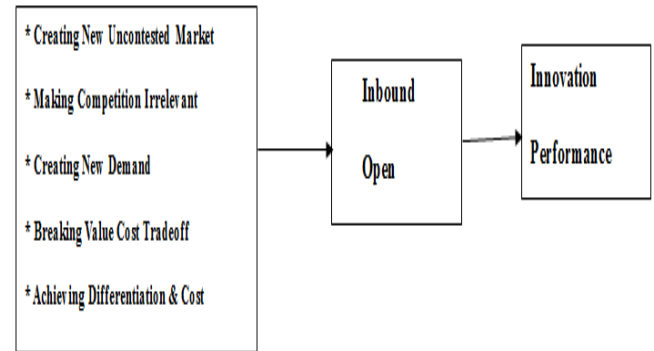 * Creating New Uncontested Market
* Making Competition Irrelevant
* Creating New Demand
* Breaking Value Cost Tradeoff
* Achieving Differentiation & Cost
Inbound
Open
Innovation
Performance